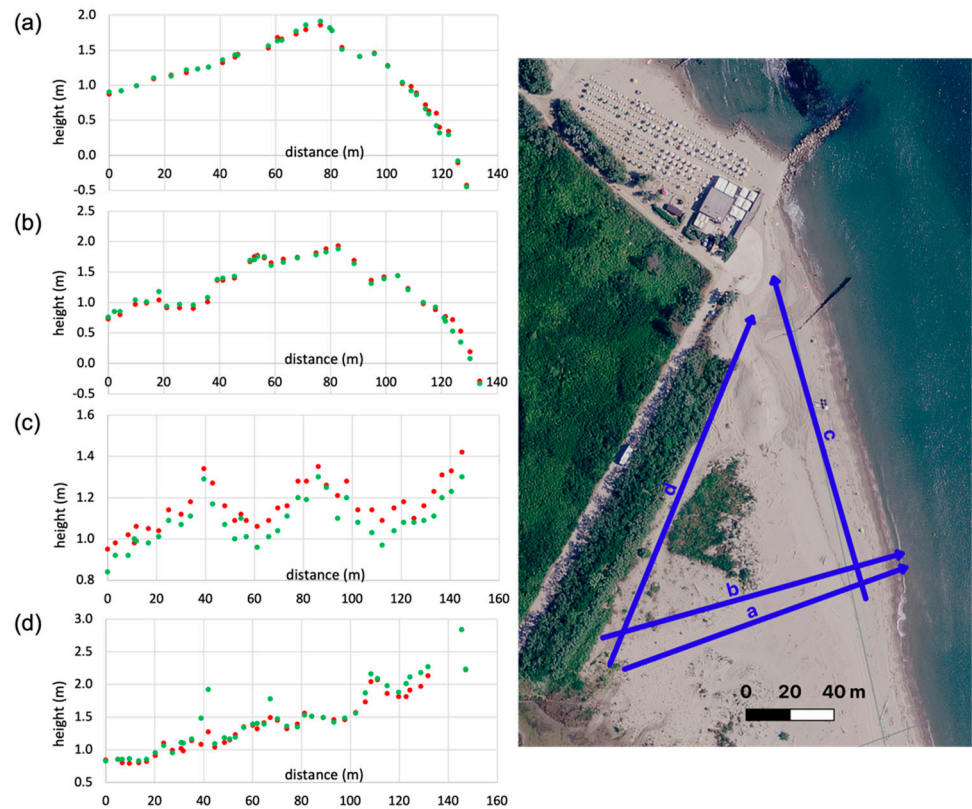 (a)
2.0
1.5
1.0
0.5
0.0
-0.5
height (m)
distance (m)
0 20 40 60 80 100 120 140
(b)
2.5
2.0
1.5
1.0
0.5
0.0
-0.5
height (m)
distance (m)
0 20 40 60 80 100 120 140
(c)
1.6
1.4
1.2
1.0
0.8
height (m)
distance (m)
0 20 40 60 80 100 120 140 160
(d)
3.0
2.5
2.0
1.5
1.0
0.5
height (m)
distance (m)
0 20 40 60 80 100 120 140 160
d
c
b
a
0 20 40 m